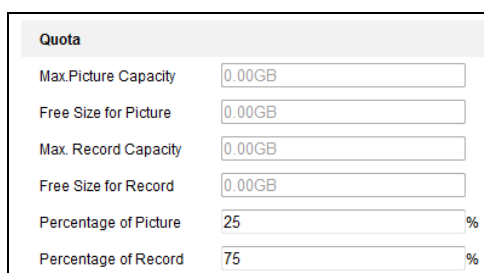 Quota
Max.Picture Capacity 0.00GB
Free Size for Picture 0.00GB
Max. Record Capacity 0.00GB
Free Size for Record 0.00GB
Percentage of Picture 25 %
Percentage of Record 75 %